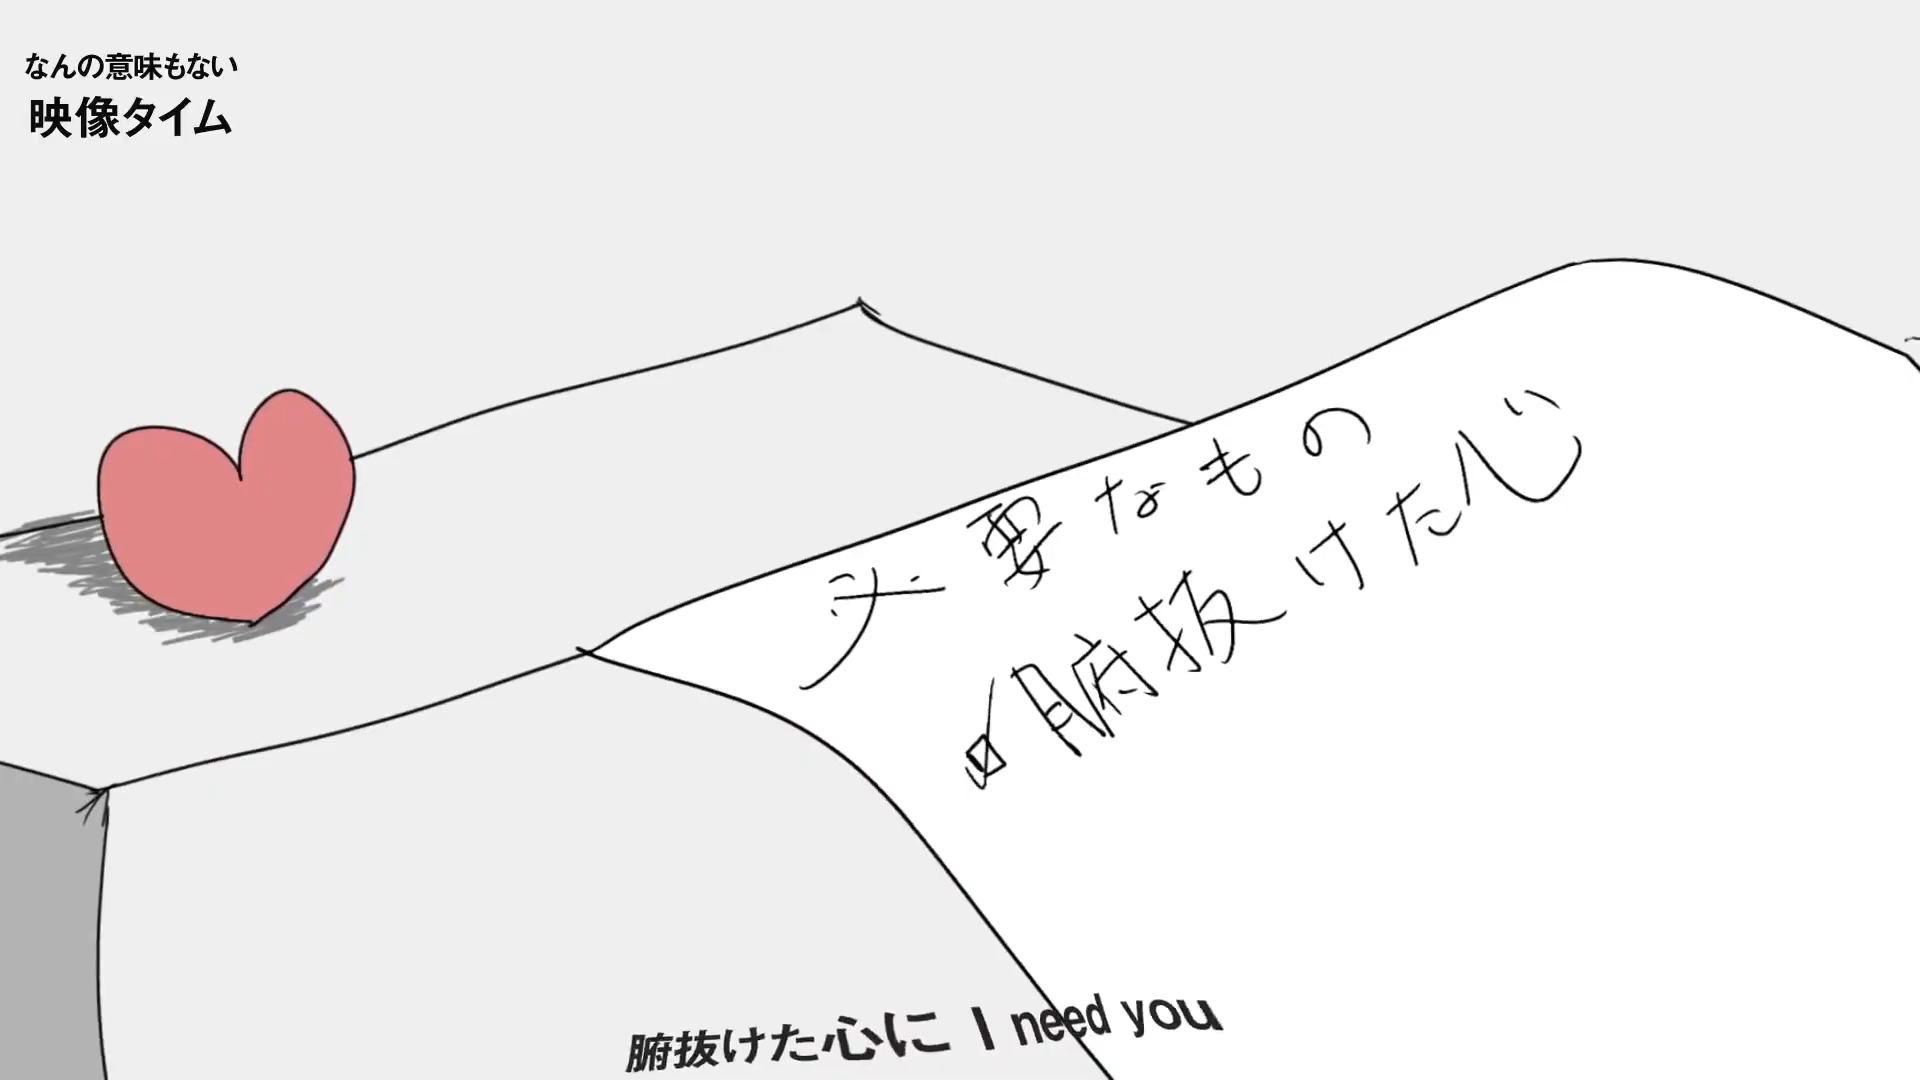 なんの意味もない
映像タイム
必要なもの
☑腑抜けた心
腑抜けた心に I need you